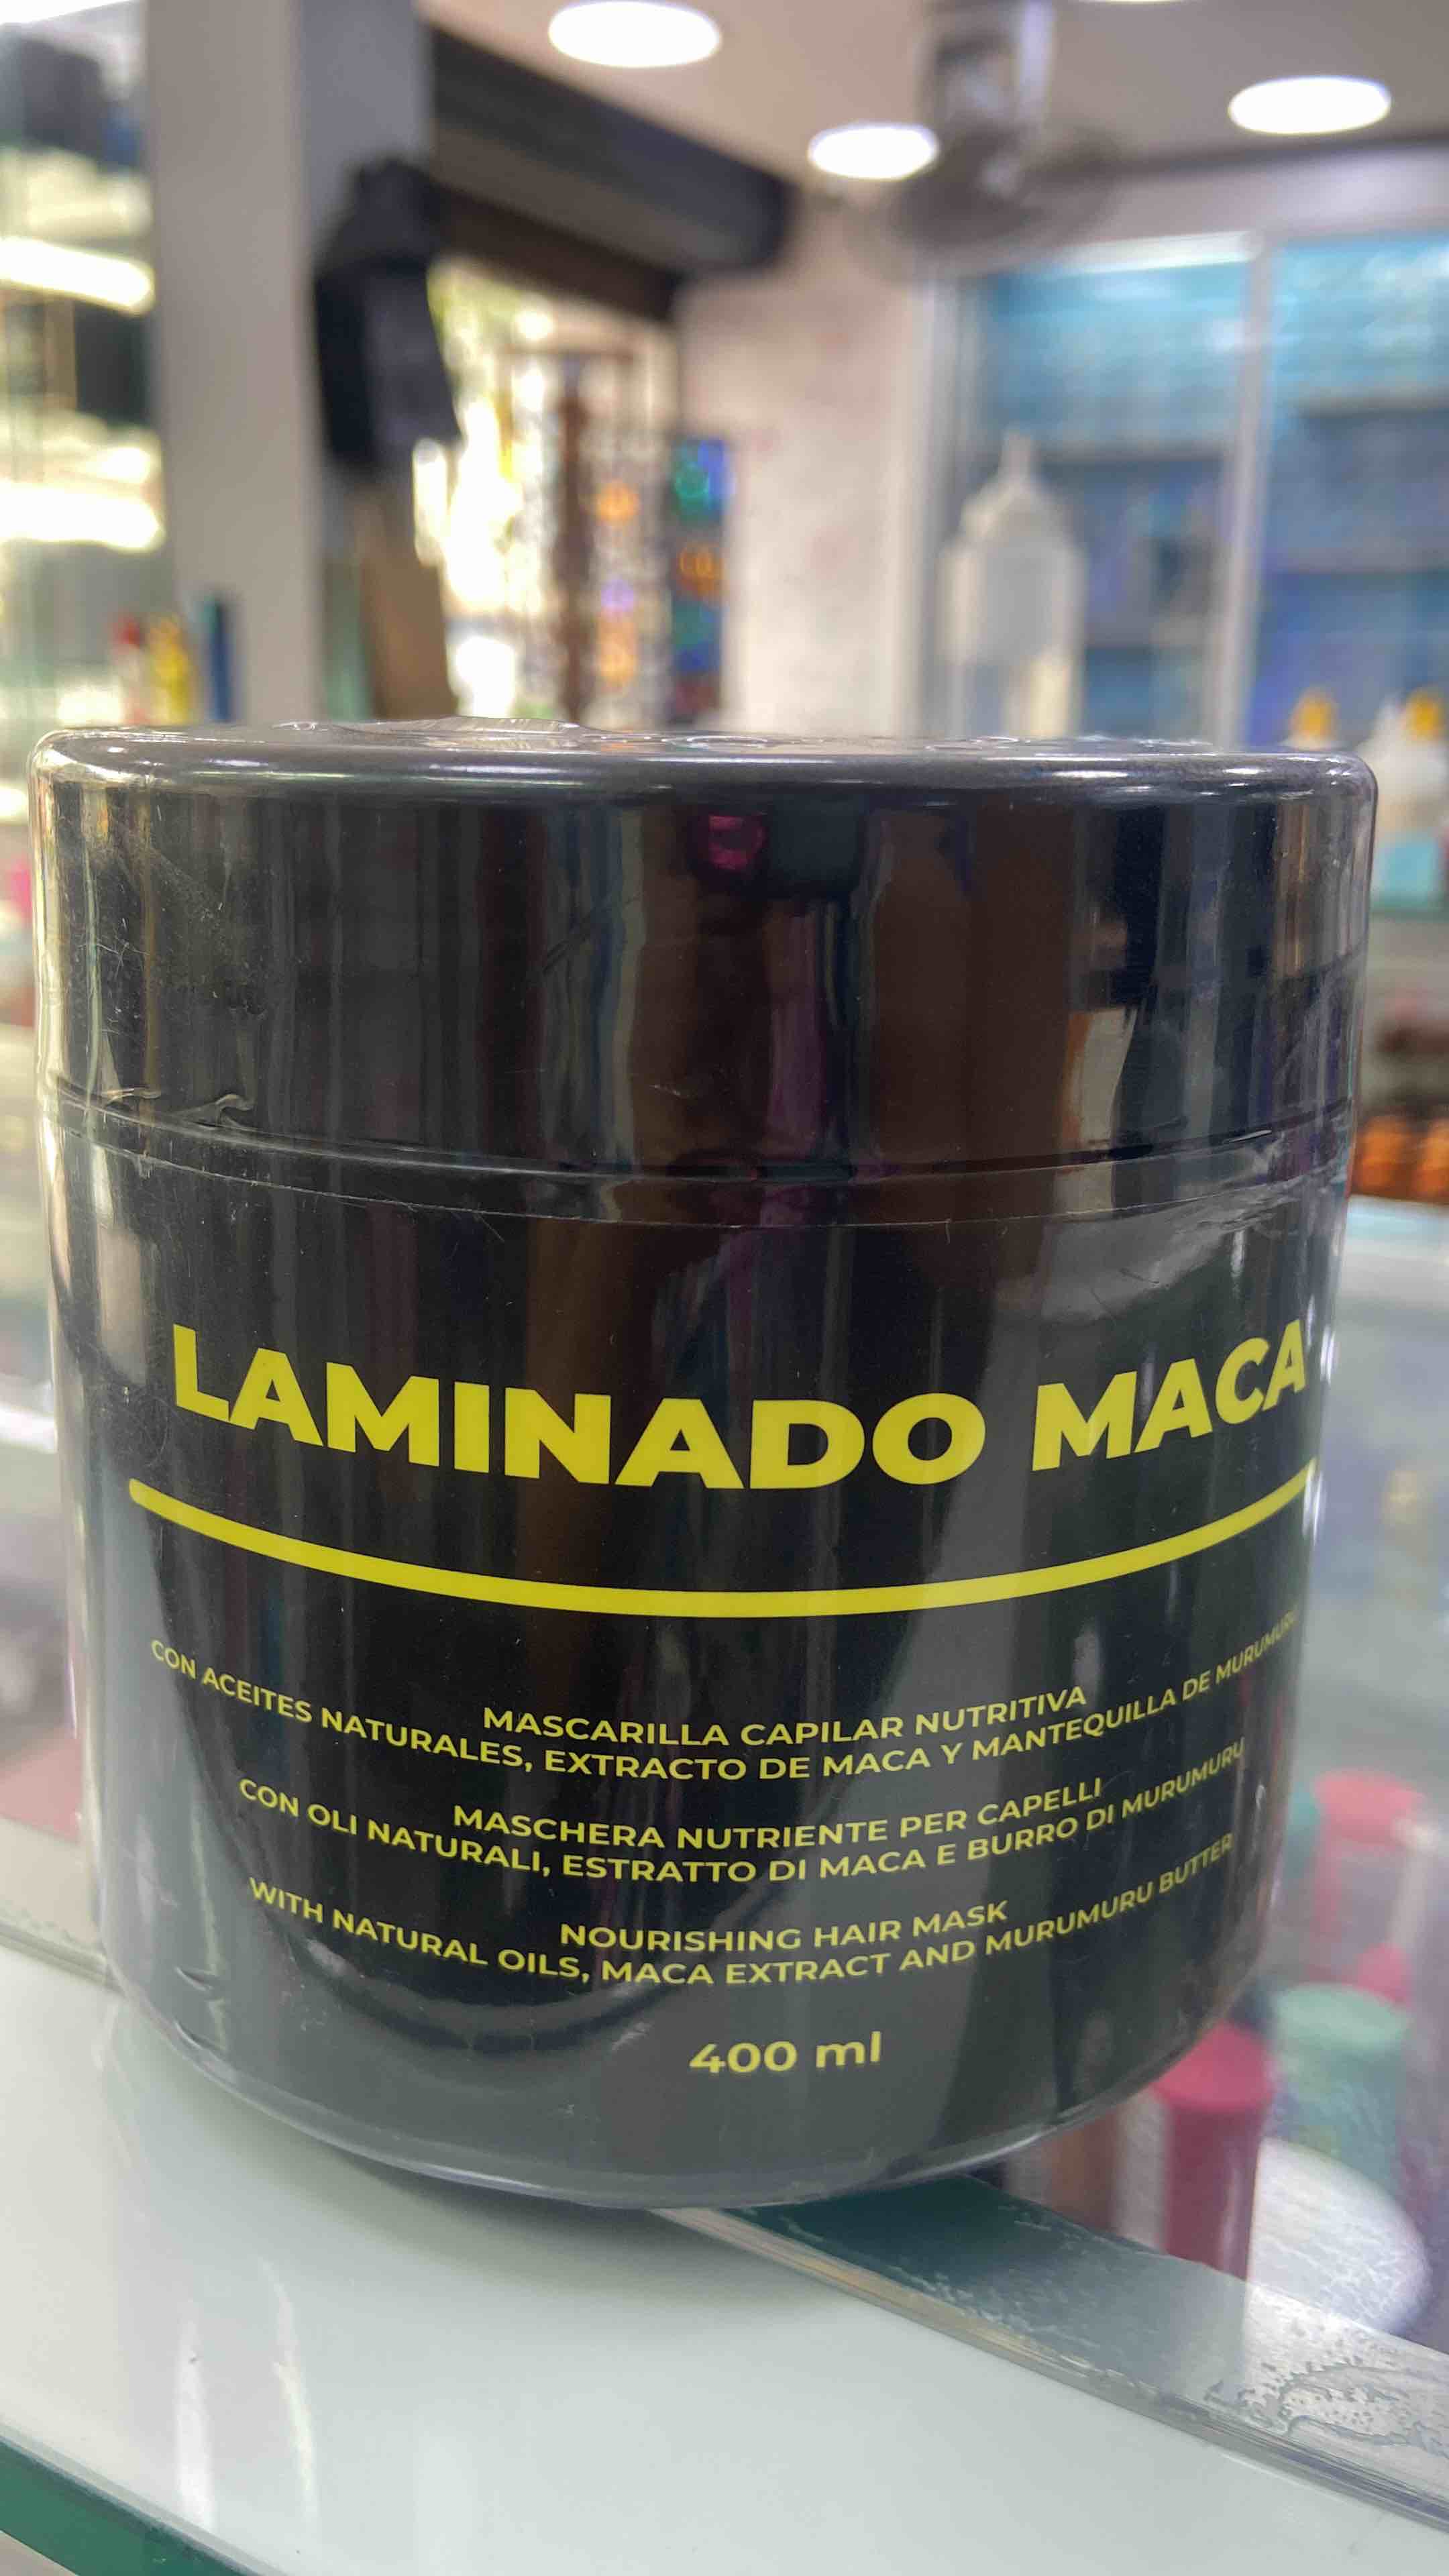 LAMINADO MACA
MASCARILLA CAPILAR NUTRITIVA
CON ACEITES NATURALES, EXTRACTO DE MACA Y MANTEQUILLA DE MURUMURU
MASCHERA NUTRIENTE PER CAPELLI
CON OLI NATURALI, ESTRATTO DI MACA E BURRO DI MURUMURU
NOURISHING HAIR MASK
WITH NATURAL OILS, MACA EXTRACT AND MURUMURU BUTTER
400 ml